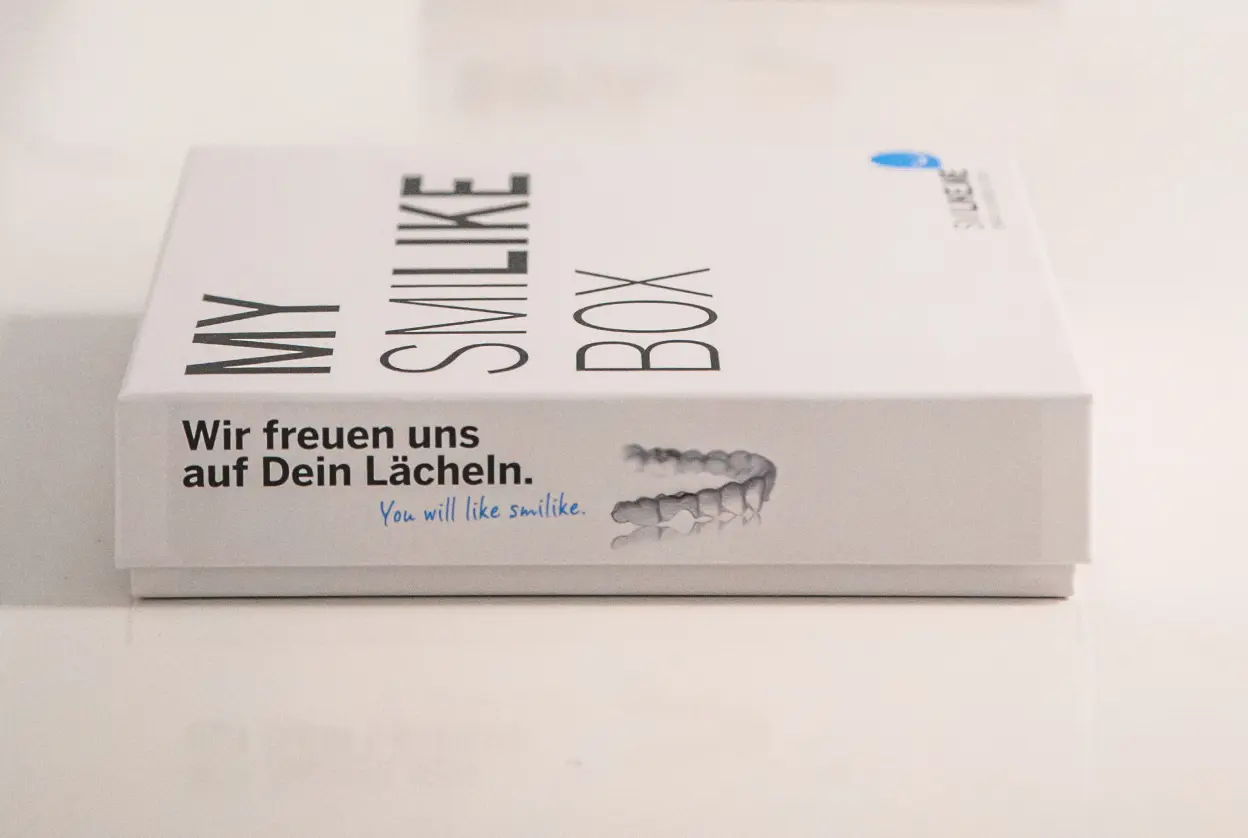 MY
SMILIKE
BOX
Wir freuen uns
auf Dein Lächeln.
You will like smilike.